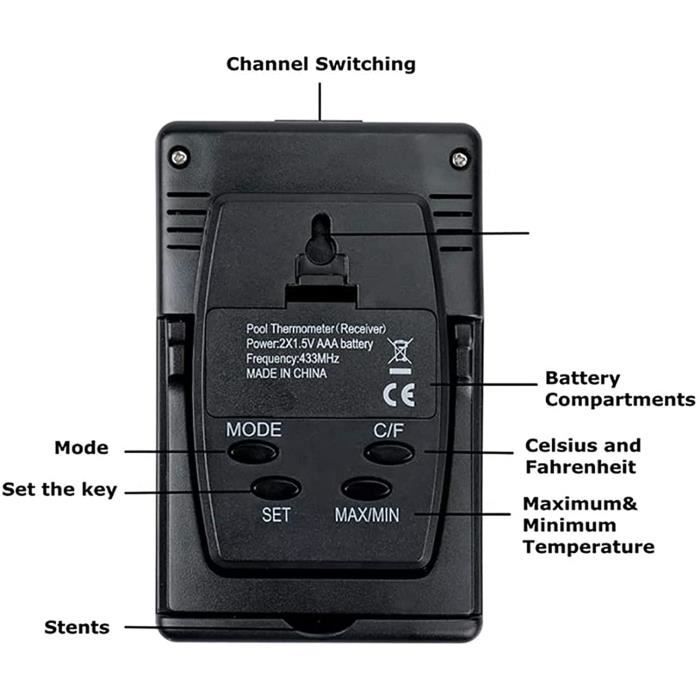 Channel Switching
Pool Thermometer(Receiver)
Power:2X1.5V AAA battery
Frequency:433MHz
MADE IN CHINA
CE
Battery
Compartments
MODE
C/F
Mode
Celsius and
Fahrenheit
Set the key
SET
MAX/MIN
Maximum&
Minimum
Temperature
Stents